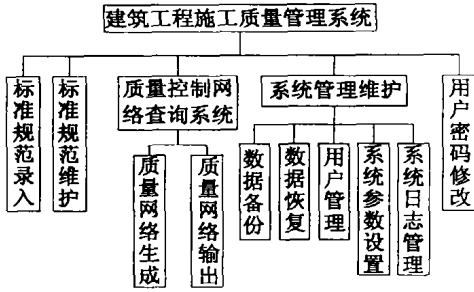 建筑工程施工质量管理系统
标准规范录入
标准规范维护
质量控制网
络查询系统
系统管理维护
用户密码修改
质量网络生成
质量网络输出
数据备份
数据恢复
用户管理
系统参数设置
系统日志管理